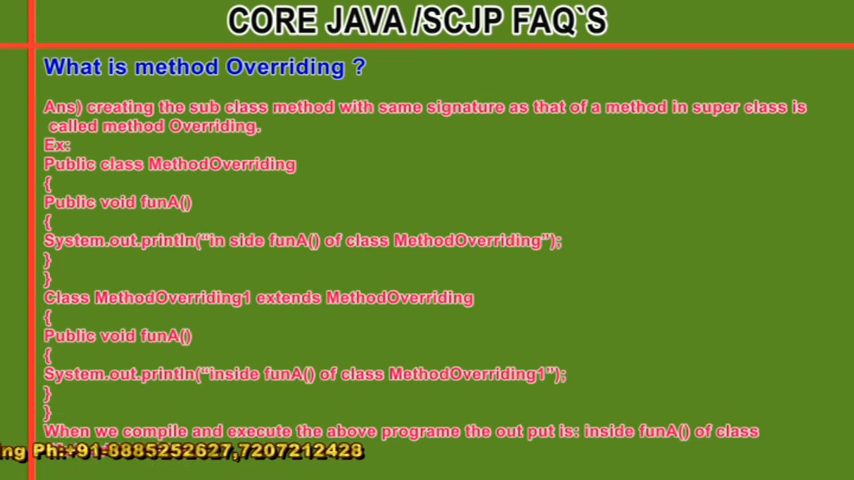 CORE JAVA /SCJP FAQ`S
What is method Overriding ?
Ans) creating the sub class method with same signature as that of a method in super class is
called method Overriding.
Ex:
Public class MethodOverriding
{
Public void funA()
{
System.out.println(“in side funA() of class MethodOverriding”);
}
}
Class MethodOverriding1 extends MethodOverriding
{
Public void funA()
{
System.out.println(“inside funA() of class MethodOverriding1”);
}
}
When we compile and execute the above programe the out put is: inside funA() of class
ng Ph:+91-8885252627,7207212428